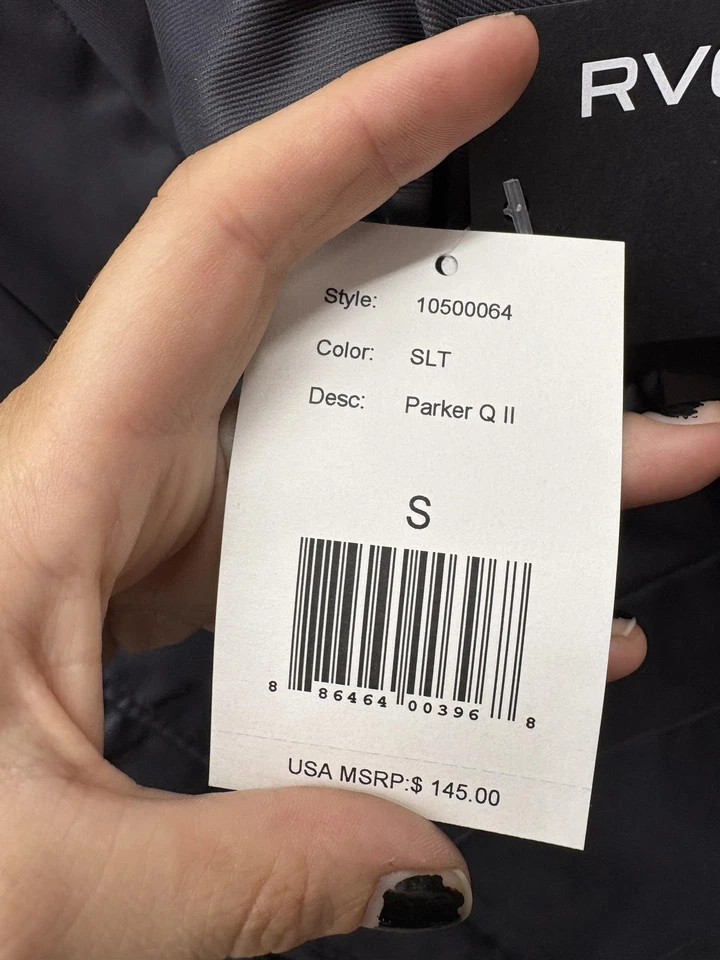 RV
Style: 10500064
Color: SLT
Desc: Parker Q II
S
8 86464 00396 8
USA MSRP:$ 145.00